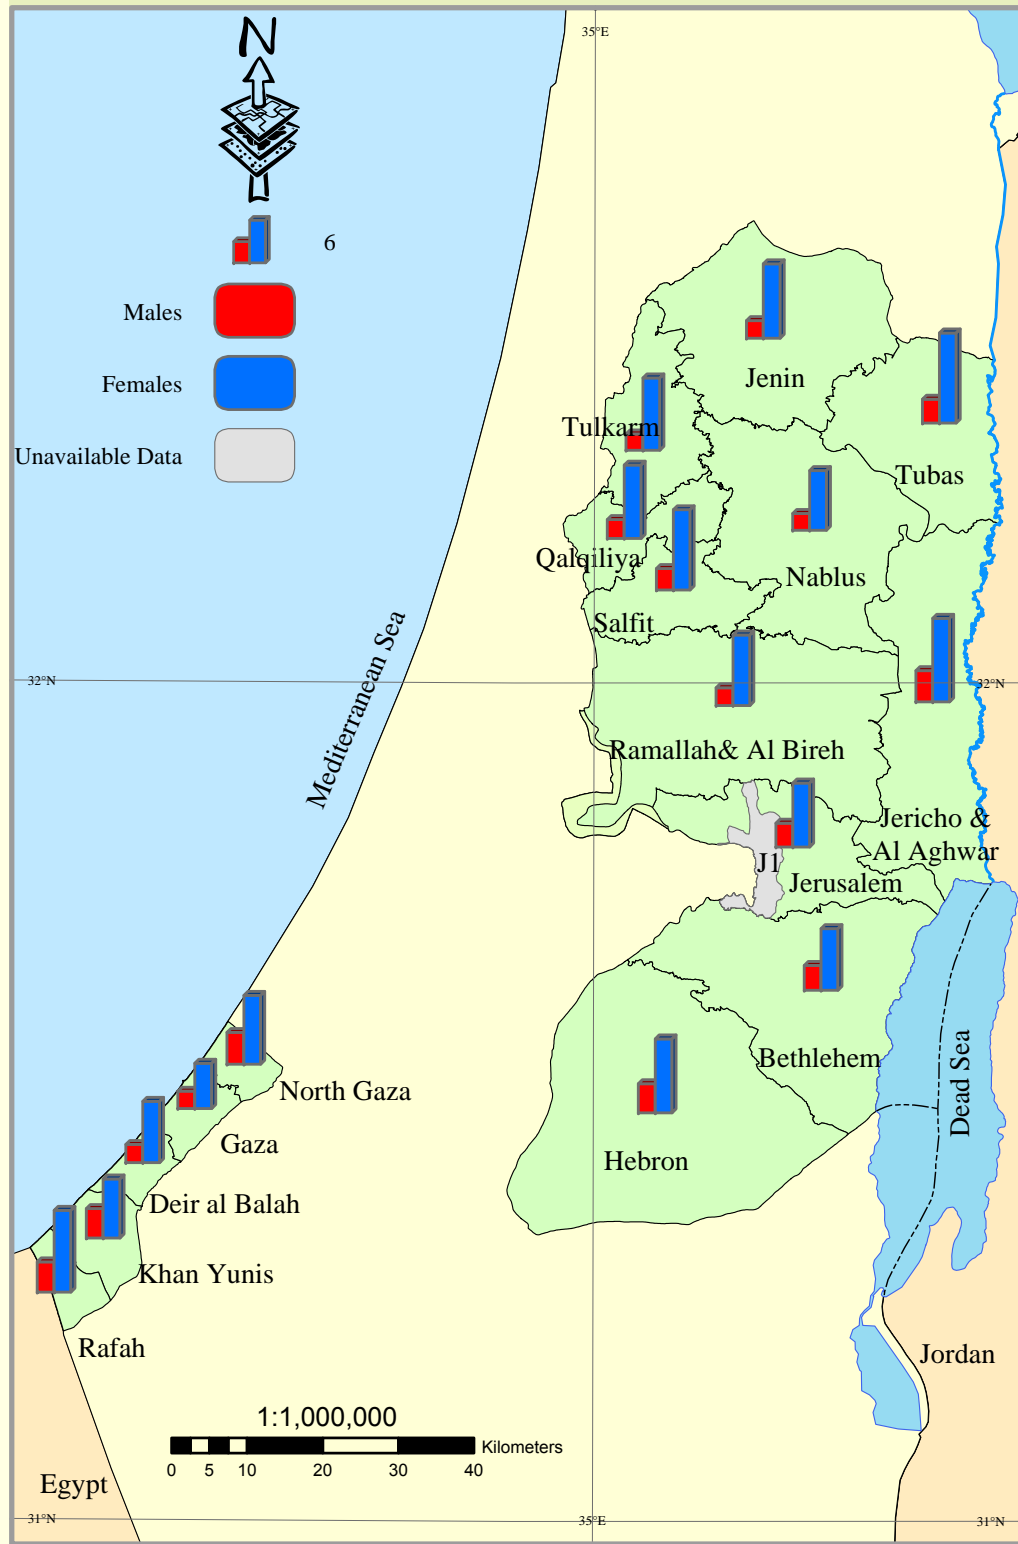 35°E
N
6
Males
Females
Unavailable Data
Jenin
Tulkarm
Tubas
Qalqiliya
Nablus
Salfit
Mediterranean Sea
32°N
32°N
Ramallah& Al Bireh
Jericho &
Al Aghwar
J1
Jerusalem
Bethlehem
Dead Sea
North Gaza
Gaza
Hebron
Deir al Balah
Khan Yunis
Rafah
Jordan
1:1,000,000
Kilometers
0 5 10 20 30 40
Egypt
31°N
35°E
31°N